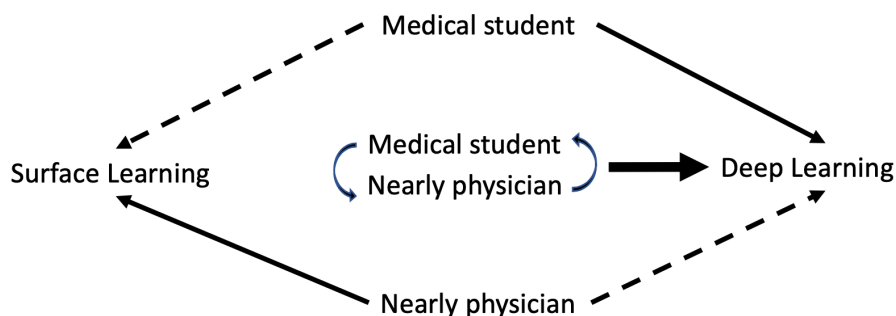 Medical student
Medical student
Surface Learning
Nearly physician
Deep Learning
Nearly physician